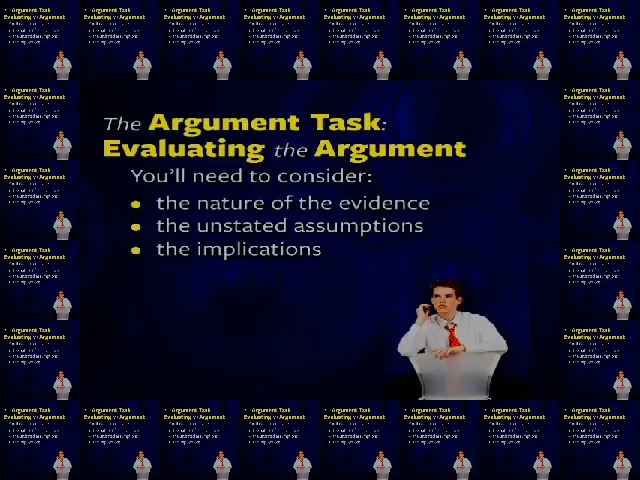 The Argument Task:
Evaluating the Argument
You'll need to consider:
• the nature of the evidence
• the unstated assumptions
• the implications